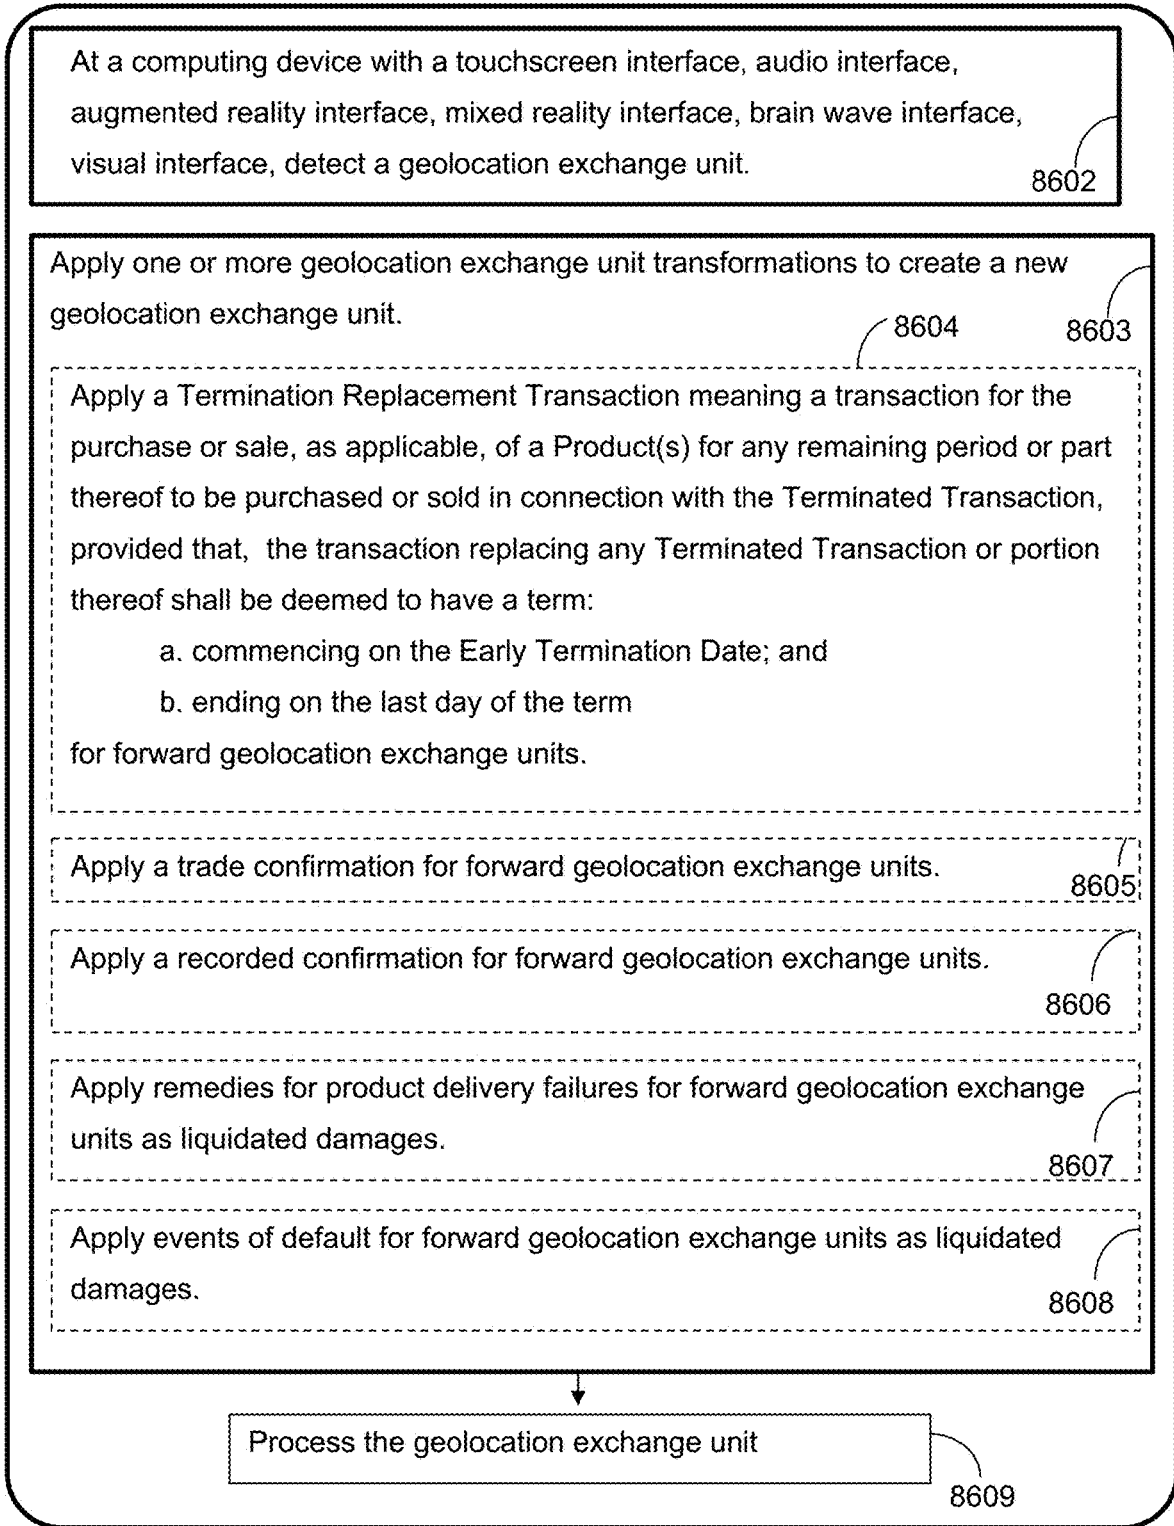 At a computing device with a touchscreen interface, audio interface,
augmented reality interface, mixed reality interface, brain wave interface,
visual interface, detect a geolocation exchange unit.
8602
Apply one or more geolocation exchange unit transformations to create a new
geolocation exchange unit.
8603
8604
Apply a Termination Replacement Transaction meaning a transaction for the
purchase or sale, as applicable, of a Product(s) for any remaining period or part
thereof to be purchased or sold in connection with the Terminated Transaction,
provided that, the transaction replacing any Terminated Transaction or portion
thereof shall be deemed to have a term:
a. commencing on the Early Termination Date; and
b. ending on the last day of the term
for forward geolocation exchange units.
Apply a trade confirmation for forward geolocation exchange units.
8605
Apply a recorded confirmation for forward geolocation exchange units.
8606
Apply remedies for product delivery failures for forward geolocation exchange
units as liquidated damages.
8607
Apply events of default for forward geolocation exchange units as liquidated
damages.
8608
Process the geolocation exchange unit
8609